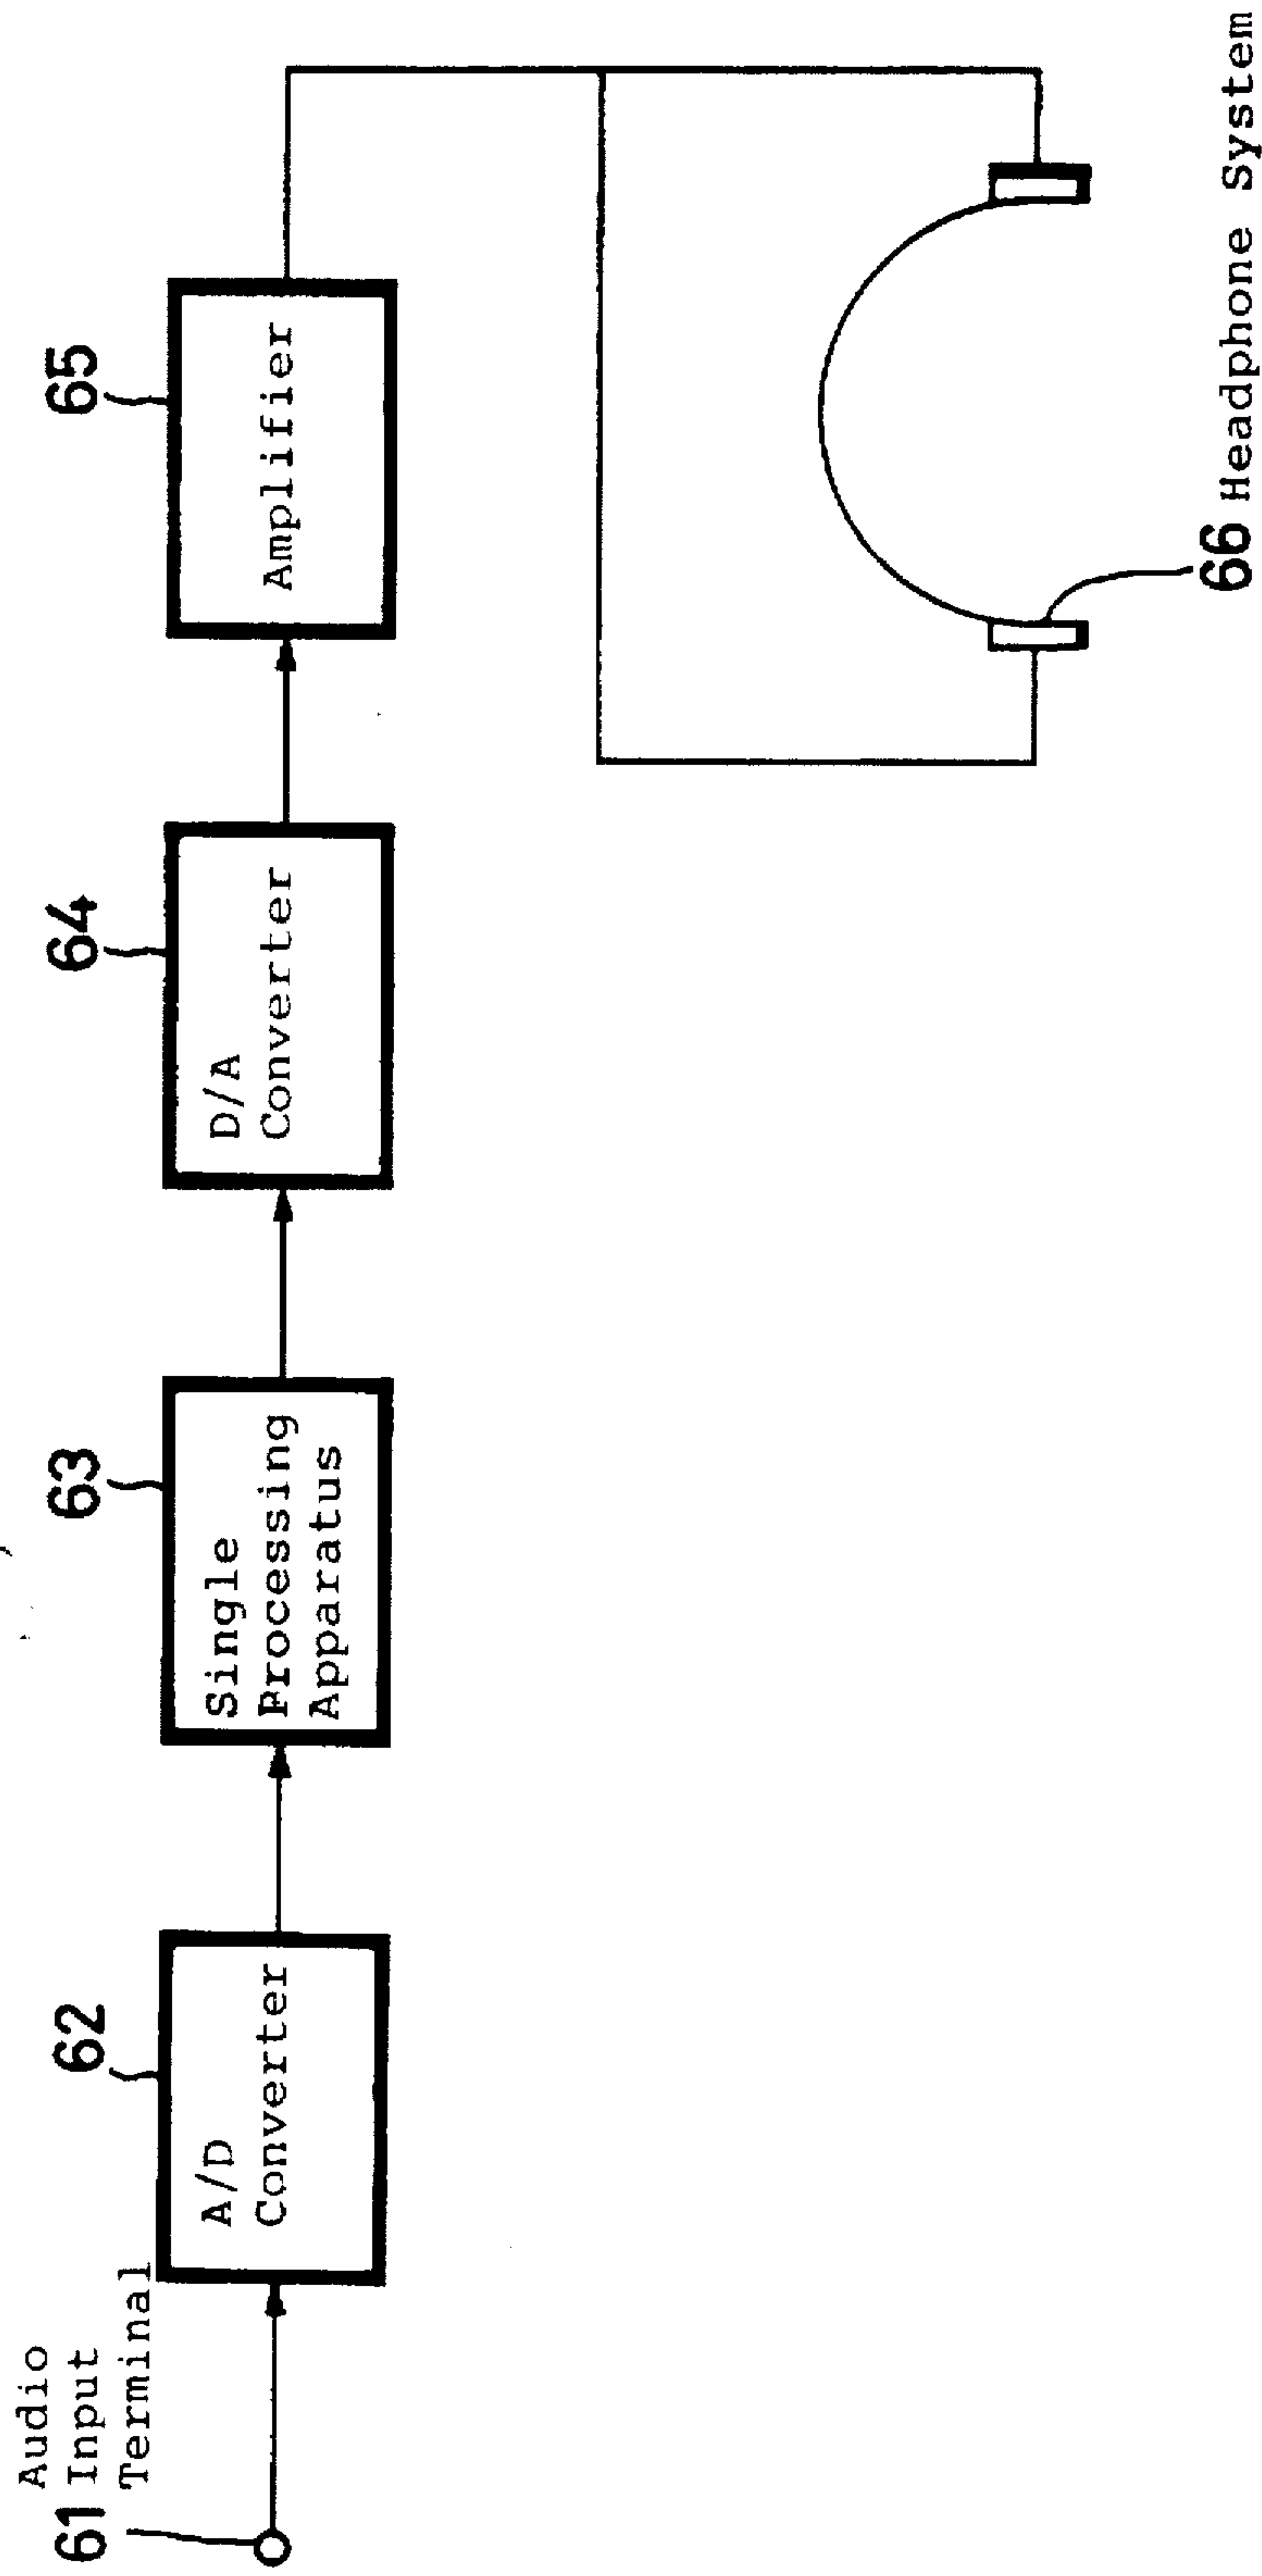 Audio
61 Input
Terminal
62
A/D
Converter
63
Single
Processing
Apparatus
64
D/A
Converter
65
Amplifier
66 Headphone System